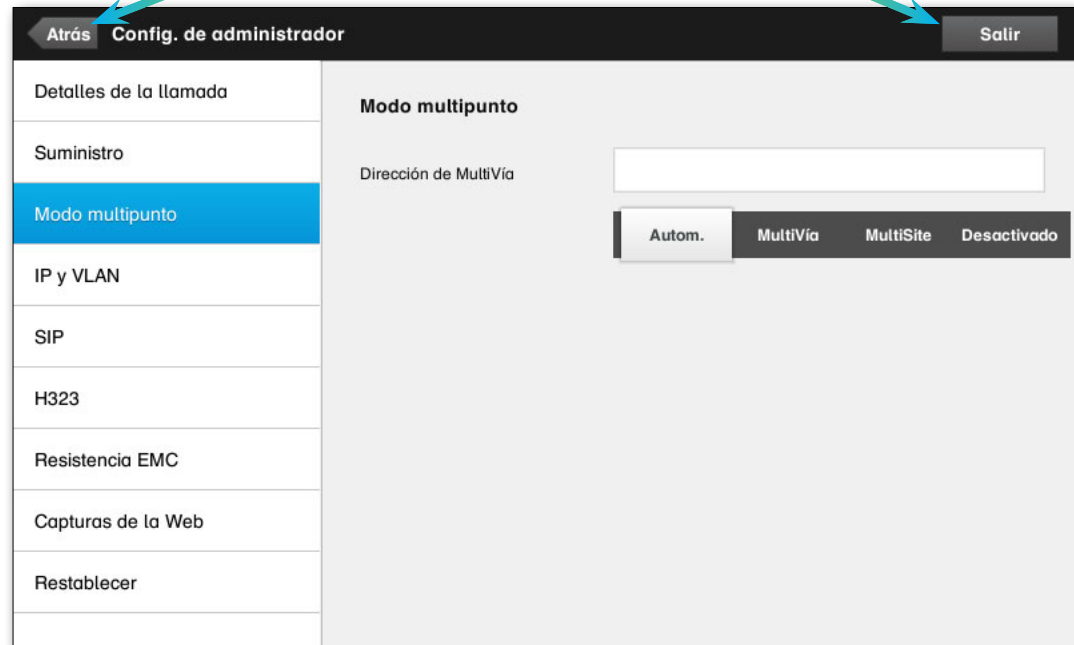 Atrás Config. de administrador Salir
Detalles de la llamada
Suministro
Modo multipunto
IP y VLAN
SIP
H323
Resistencia EMC
Capturas de la Web
Restablecer
Modo multipunto
Dirección de MultiVía
Autom. MultiVía MultiSite Desactivado